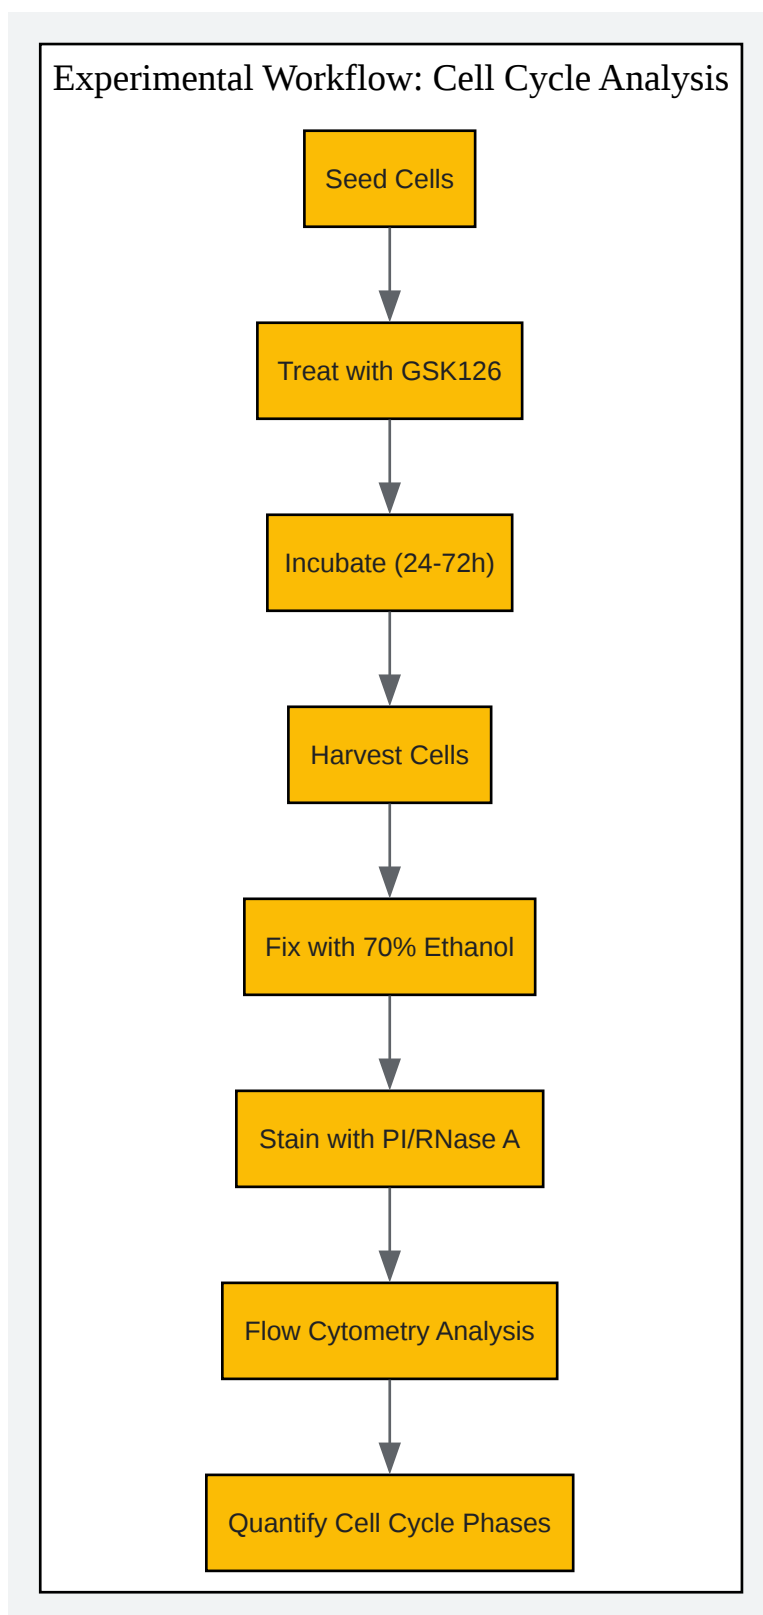 Experimental Workflow: Cell Cycle Analysis
Seed Cells
Treat with GSK126
Incubate (24-72h)
Harvest Cells
Fix with 70% Ethanol
Stain with PI/RNase A
Flow Cytometry Analysis
Quantify Cell Cycle Phases